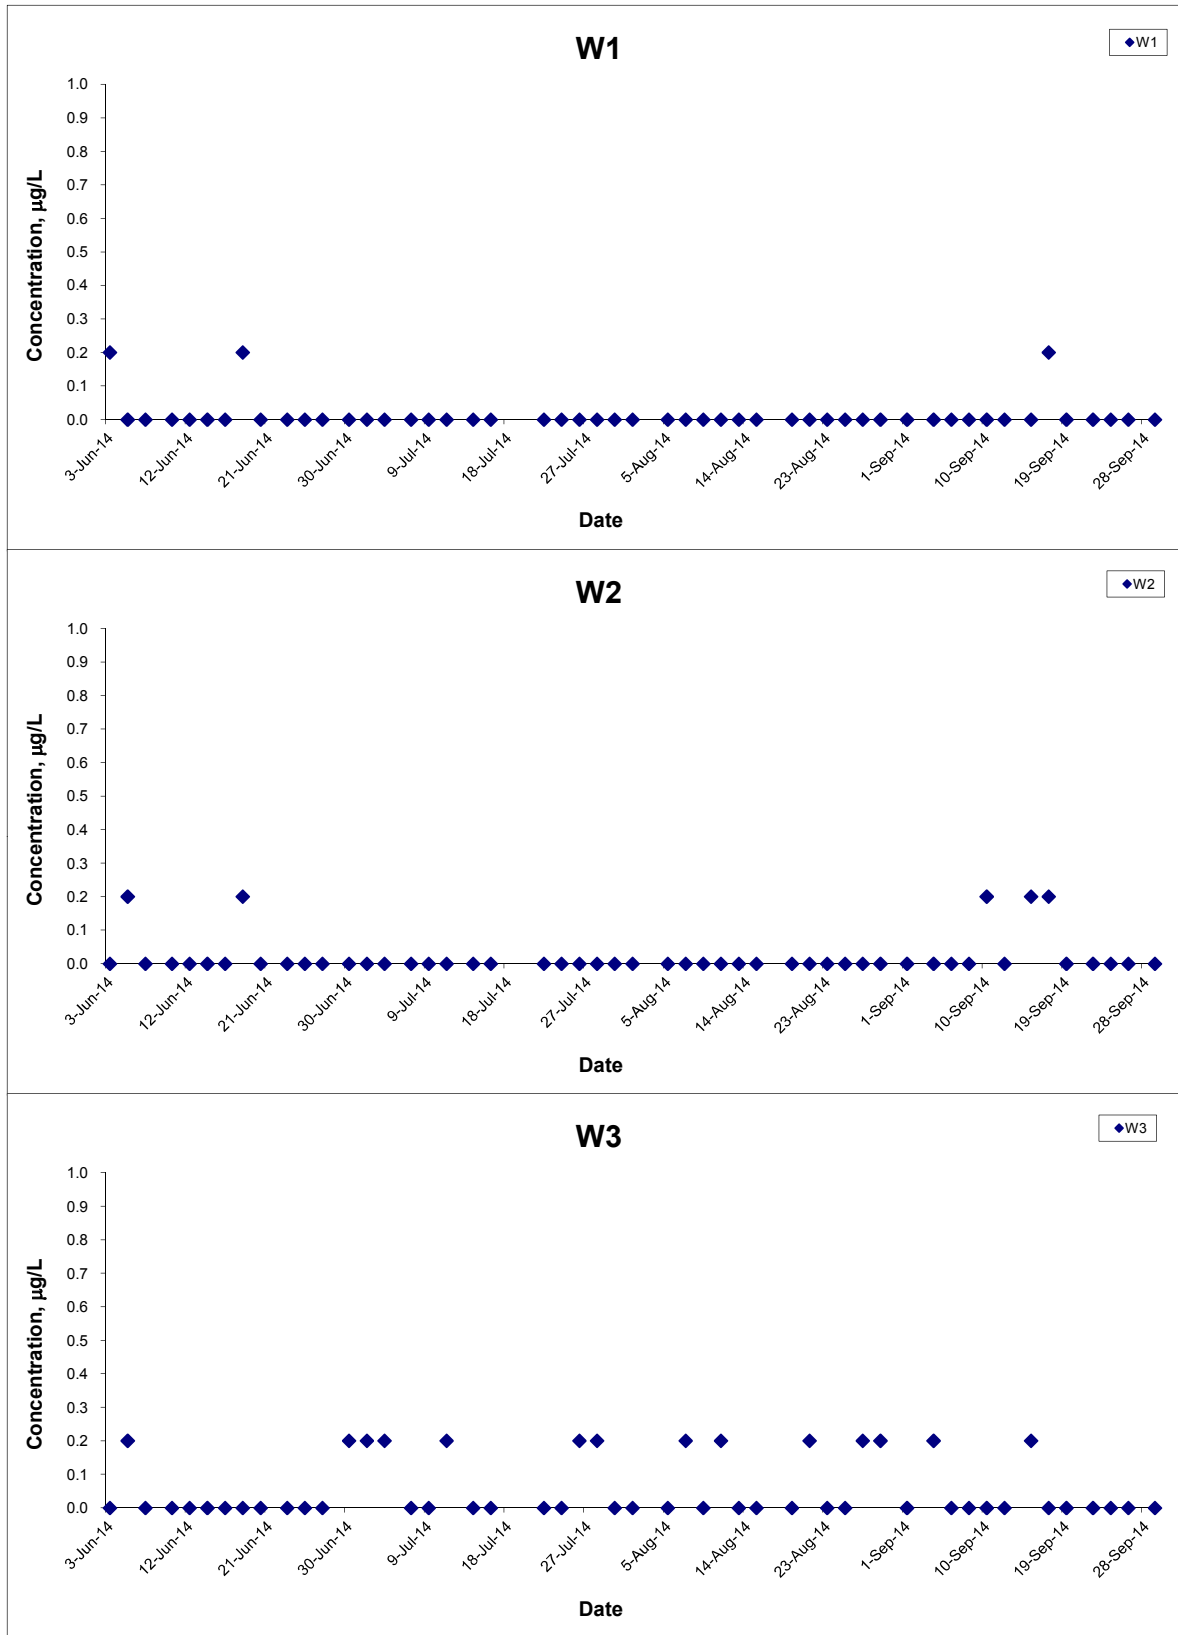 W1
W1
1.0
0.9
0.8
0.7
0.6
0.5
0.4
0.3
0.2
0.1
0.0
Concentration, µg/L
3-Jun-14
12-Jun-14
21-Jun-14
30-Jun-14
9-Jul-14
18-Jul-14
27-Jul-14
5-Aug-14
14-Aug-14
23-Aug-14
1-Sep-14
10-Sep-14
19-Sep-14
28-Sep-14
Date
W2
W2
1.0
0.9
0.8
0.7
0.6
0.5
0.4
0.3
0.2
0.1
0.0
Concentration, µg/L
3-Jun-14
12-Jun-14
21-Jun-14
30-Jun-14
9-Jul-14
18-Jul-14
27-Jul-14
5-Aug-14
14-Aug-14
23-Aug-14
1-Sep-14
10-Sep-14
19-Sep-14
28-Sep-14
Date
W3
W3
1.0
0.9
0.8
0.7
0.6
0.5
0.4
0.3
0.2
0.1
0.0
Concentration, µg/L
3-Jun-14
12-Jun-14
21-Jun-14
30-Jun-14
9-Jul-14
18-Jul-14
27-Jul-14
5-Aug-14
14-Aug-14
23-Aug-14
1-Sep-14
10-Sep-14
19-Sep-14
28-Sep-14
Date